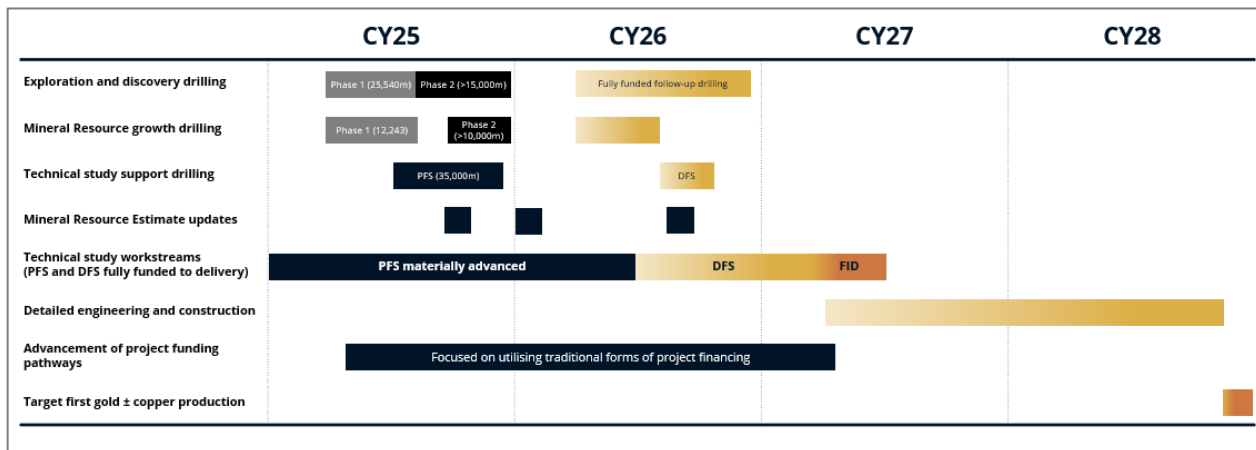 CY25 CY26 CY27 CY28
Exploration and discovery drilling
Phase 1 (25,540m) Phase 2 (>15,000m) Fully funded follow-up drilling
Mineral Resource growth drilling
Phase 1 (12,243) Phase 2
(>10,000m)
Technical study support drilling
PFS (35,000m) DFS
Mineral Resource Estimate updates
Technical study workstreams
(PFS and DFS fully funded to delivery)
PFS materially advanced DFS FID
Detailed engineering and construction
Advancement of project funding
pathways
Focused on utilising traditional forms of project financing
Target first gold ± copper production